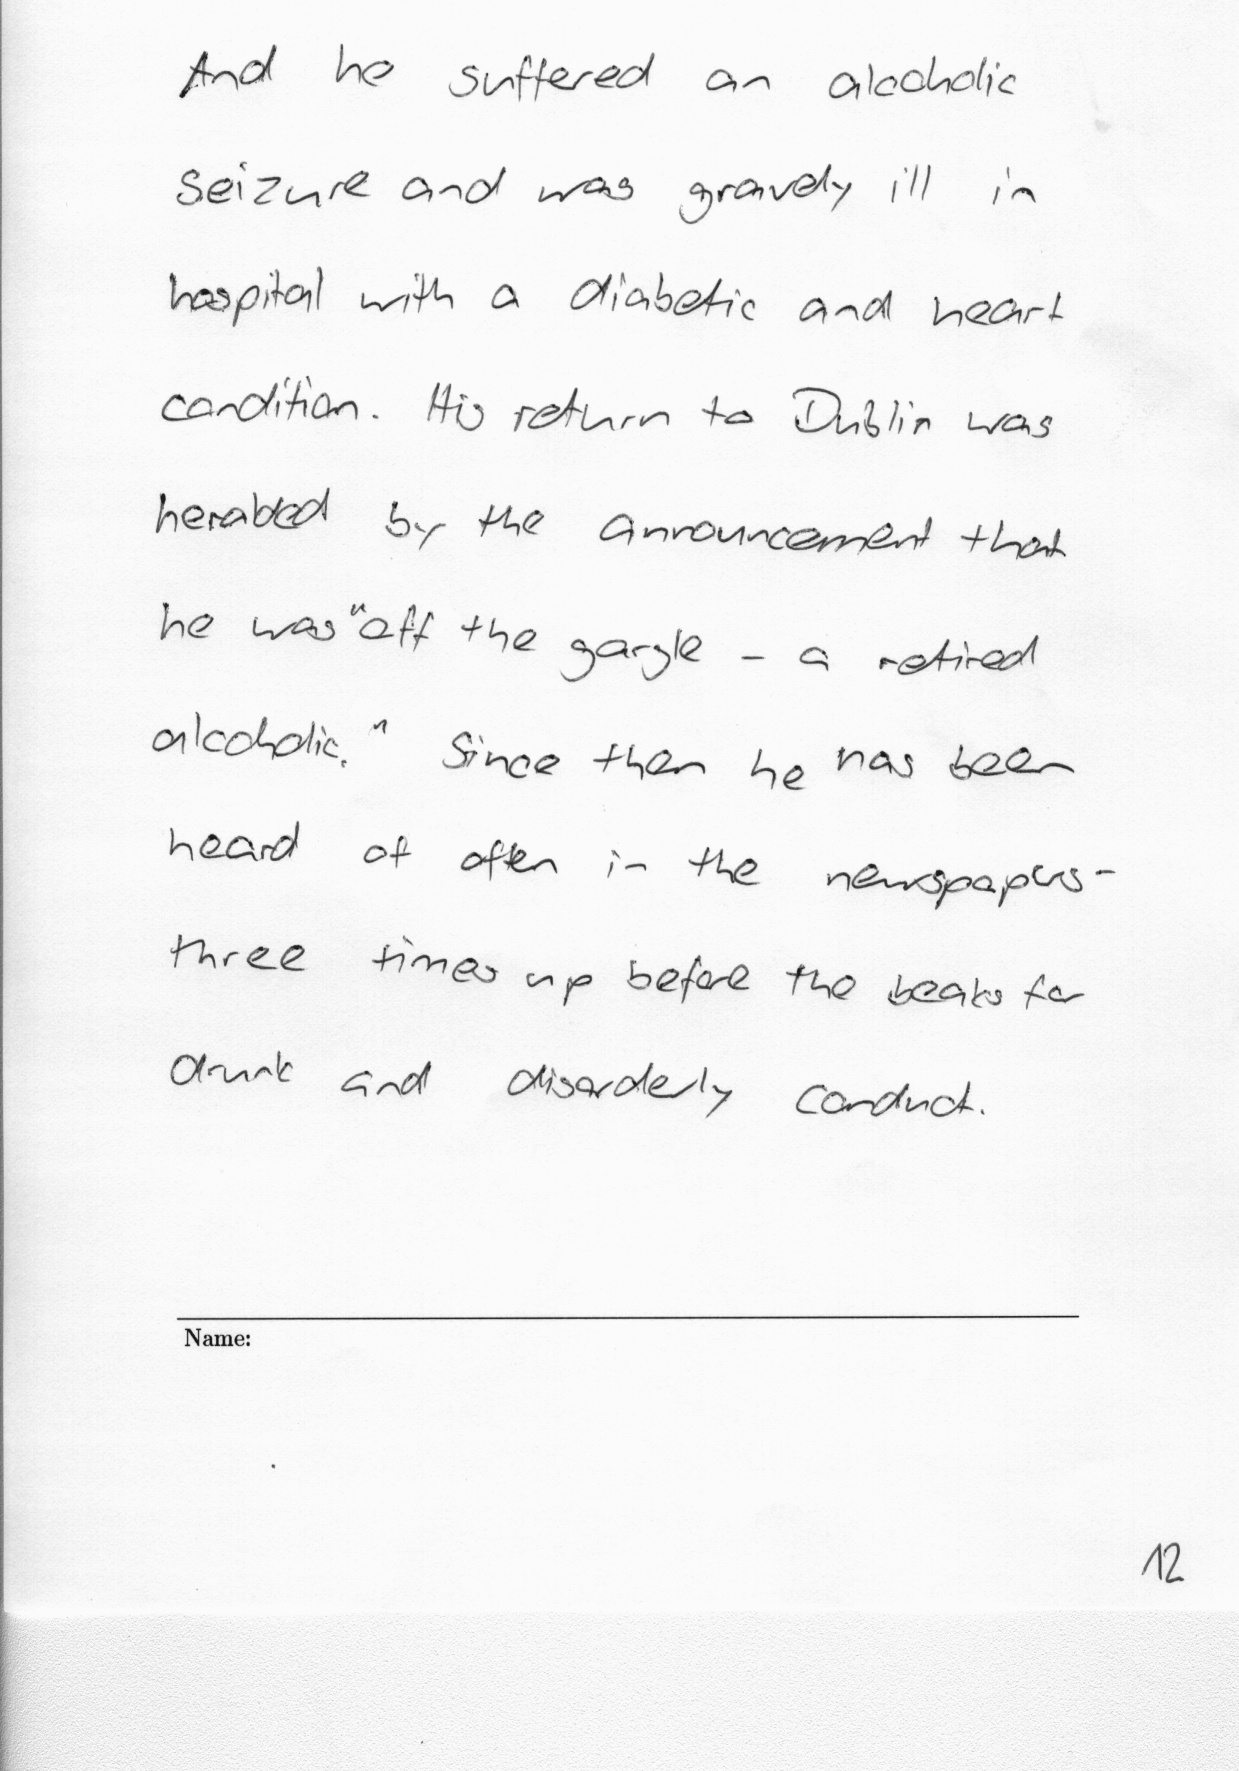 And he suffered an alcoholic
seizure and was gravely ill in
hospital with a diabetic and heart
condition. His return to Dublin was
herabled by the announcement that
he was "off the gargle - a retired
alcoholic." Since then he has been
heard of often in the newspapers-
three times up before the beaks for
drunk and disorderly conduct.
Name:
12